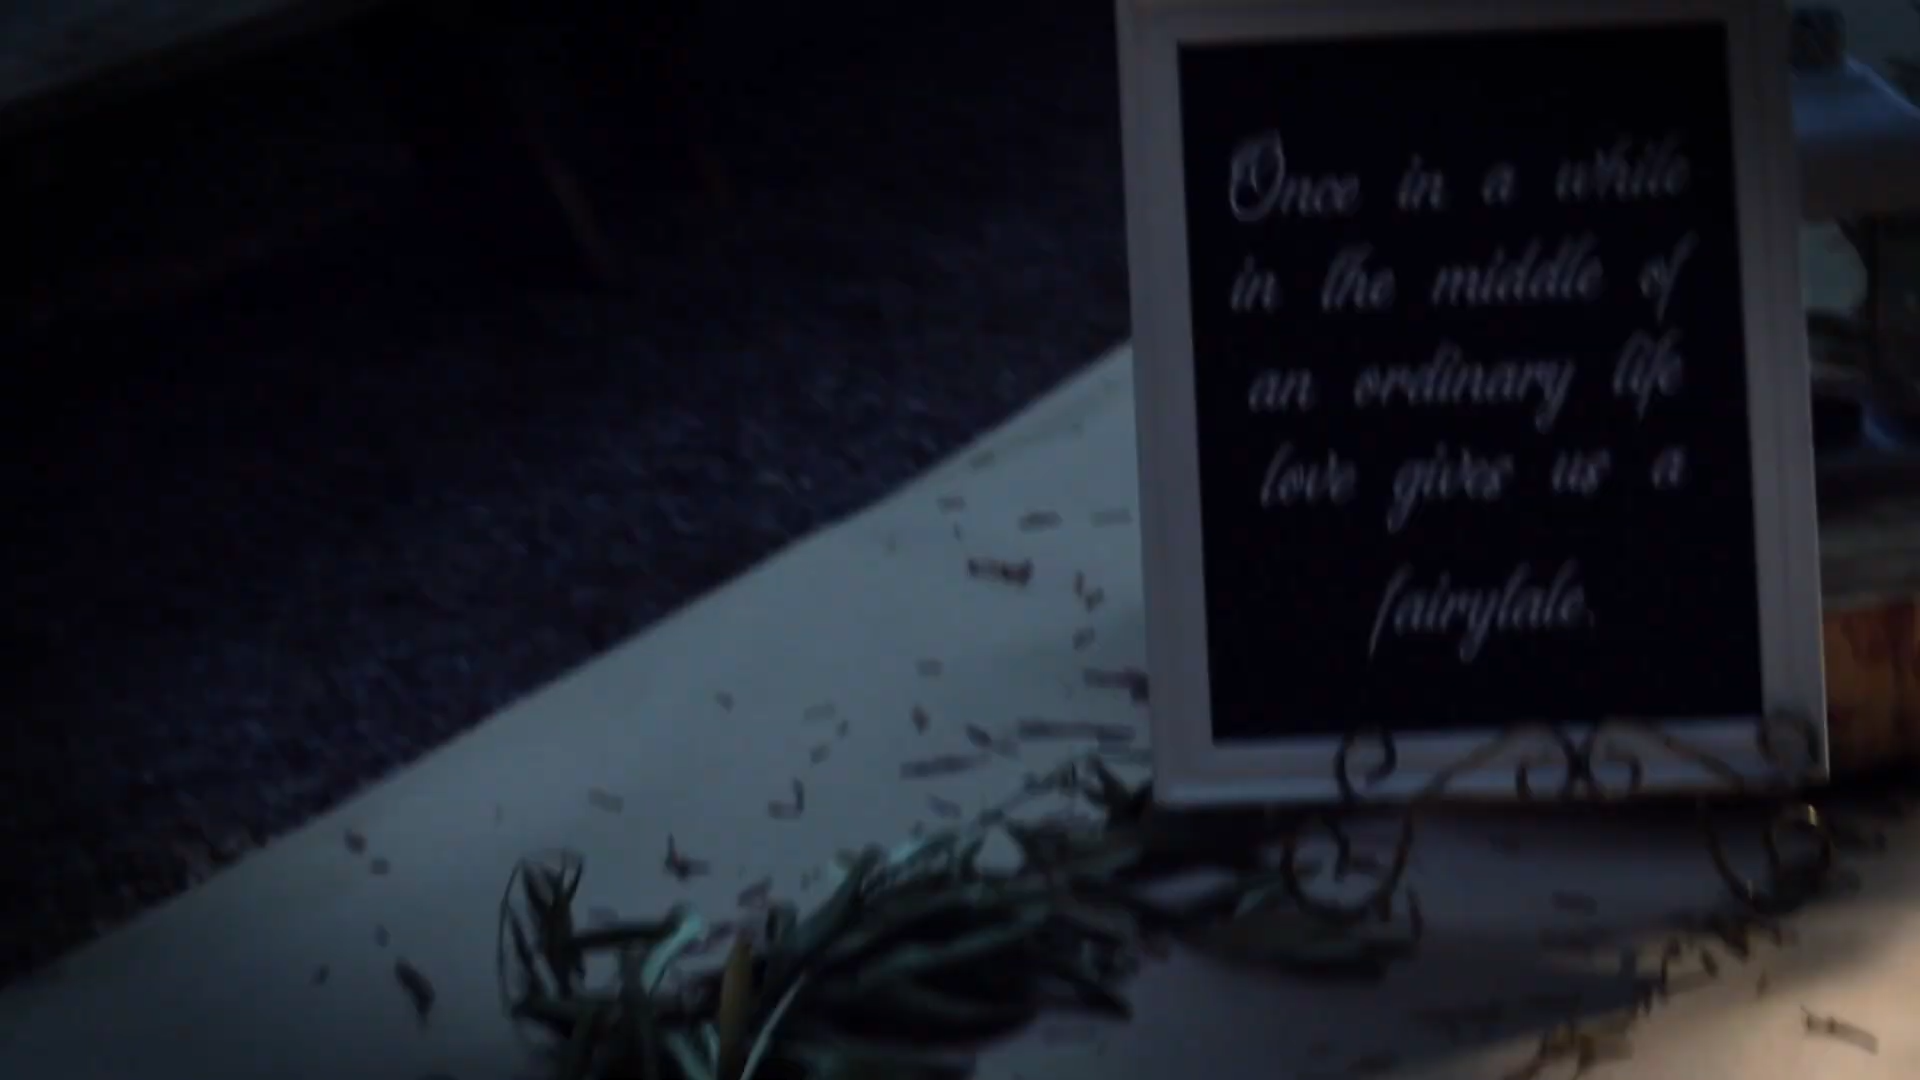 Once in a while
in the middle of
an ordinary life
love gives us a
fairytale.